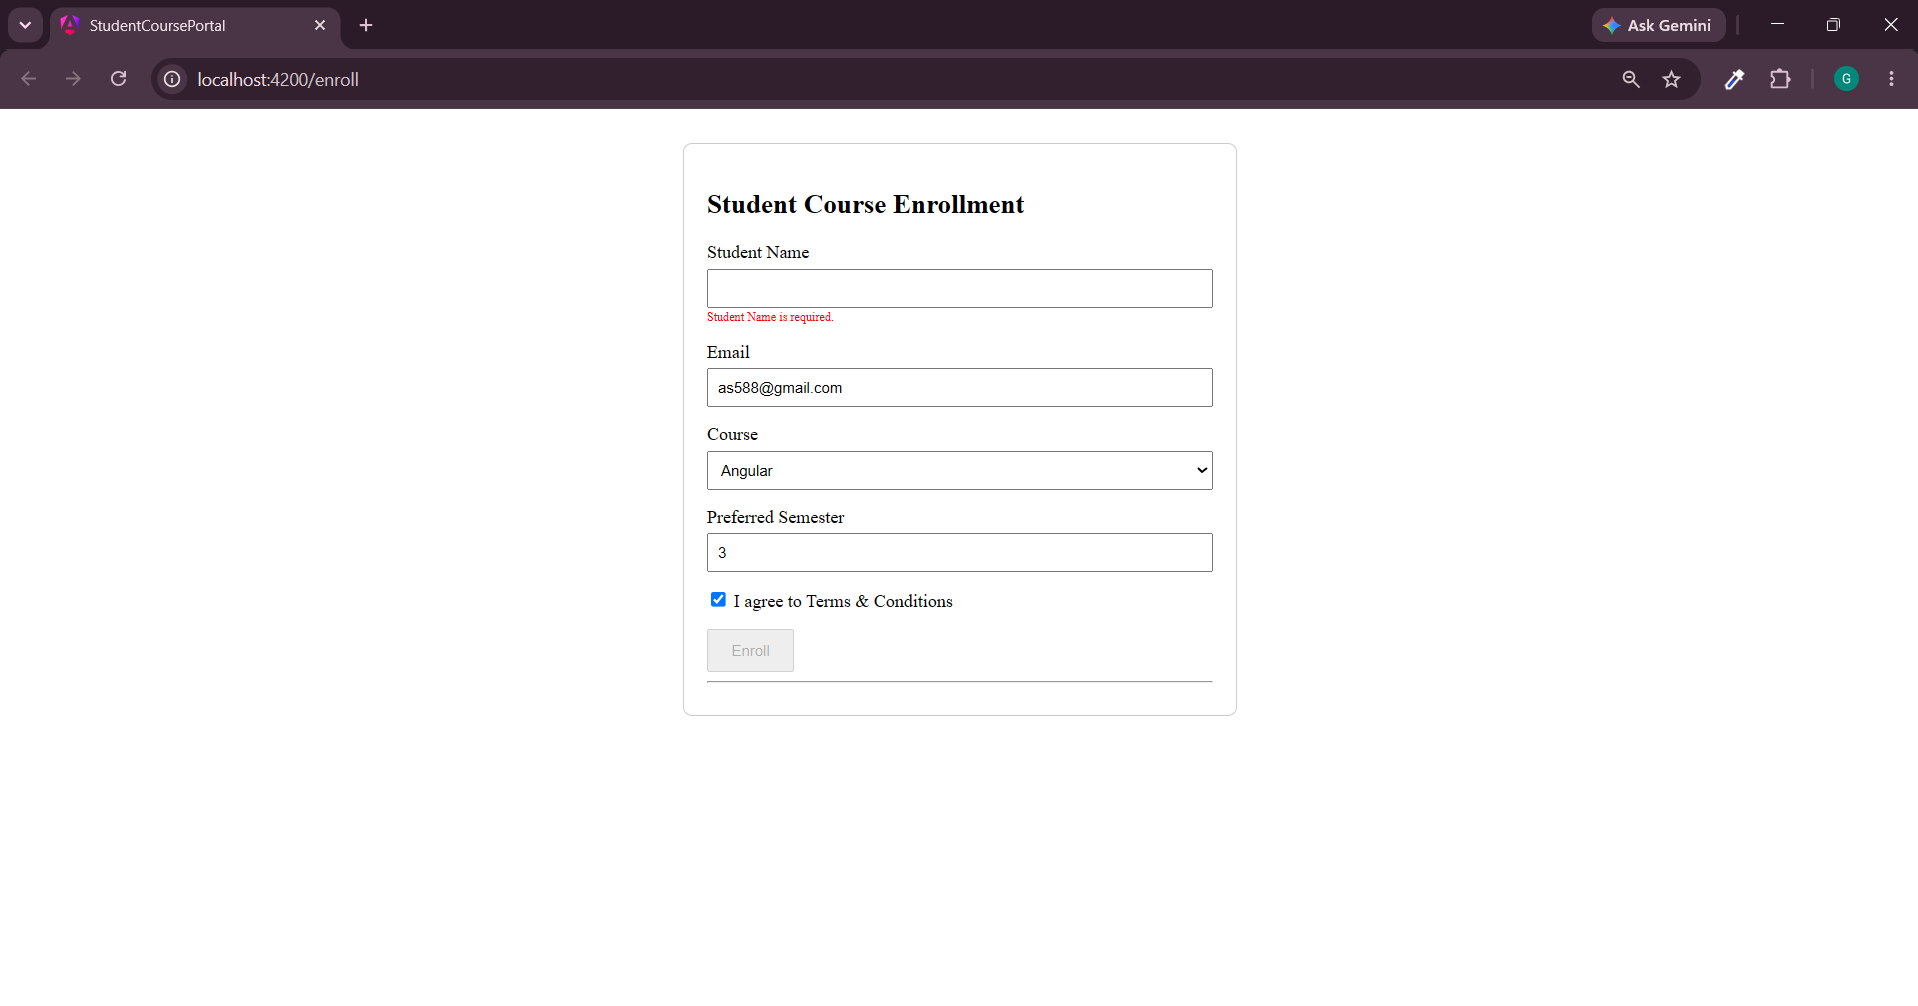 StudentCoursePortal
Ask Gemini
localhost:4200/enroll
G
Student Course Enrollment
Student Name
Student Name is required.
Email
as588@gmail.com
Course
Angular
Preferred Semester
3
I agree to Terms & Conditions
Enroll